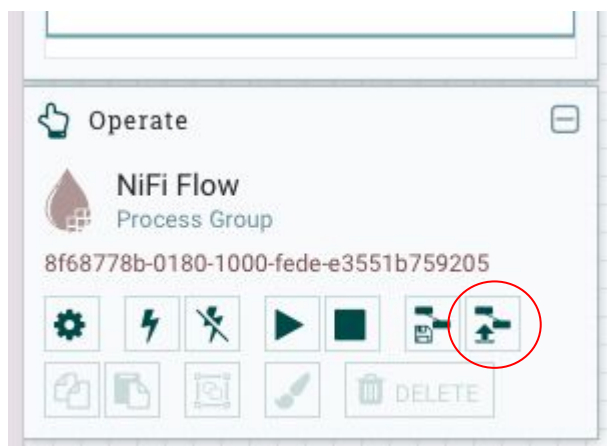 Operate
NiFi Flow
Process Group
8f68778b-0180-1000-fede-e3551b759205
DELETE